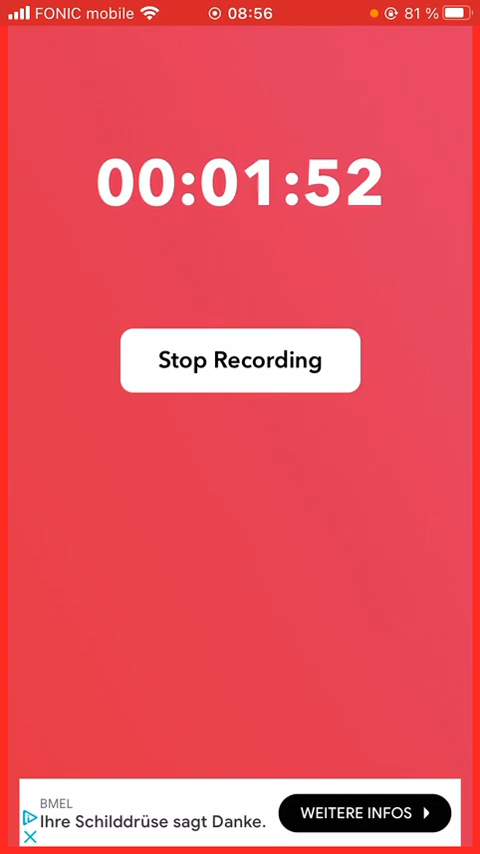 FONIC mobile 08:56 81 %
00:01:52
Stop Recording
BMEL
Ihre Schilddrüse sagt Danke.
WEITERE INFOS